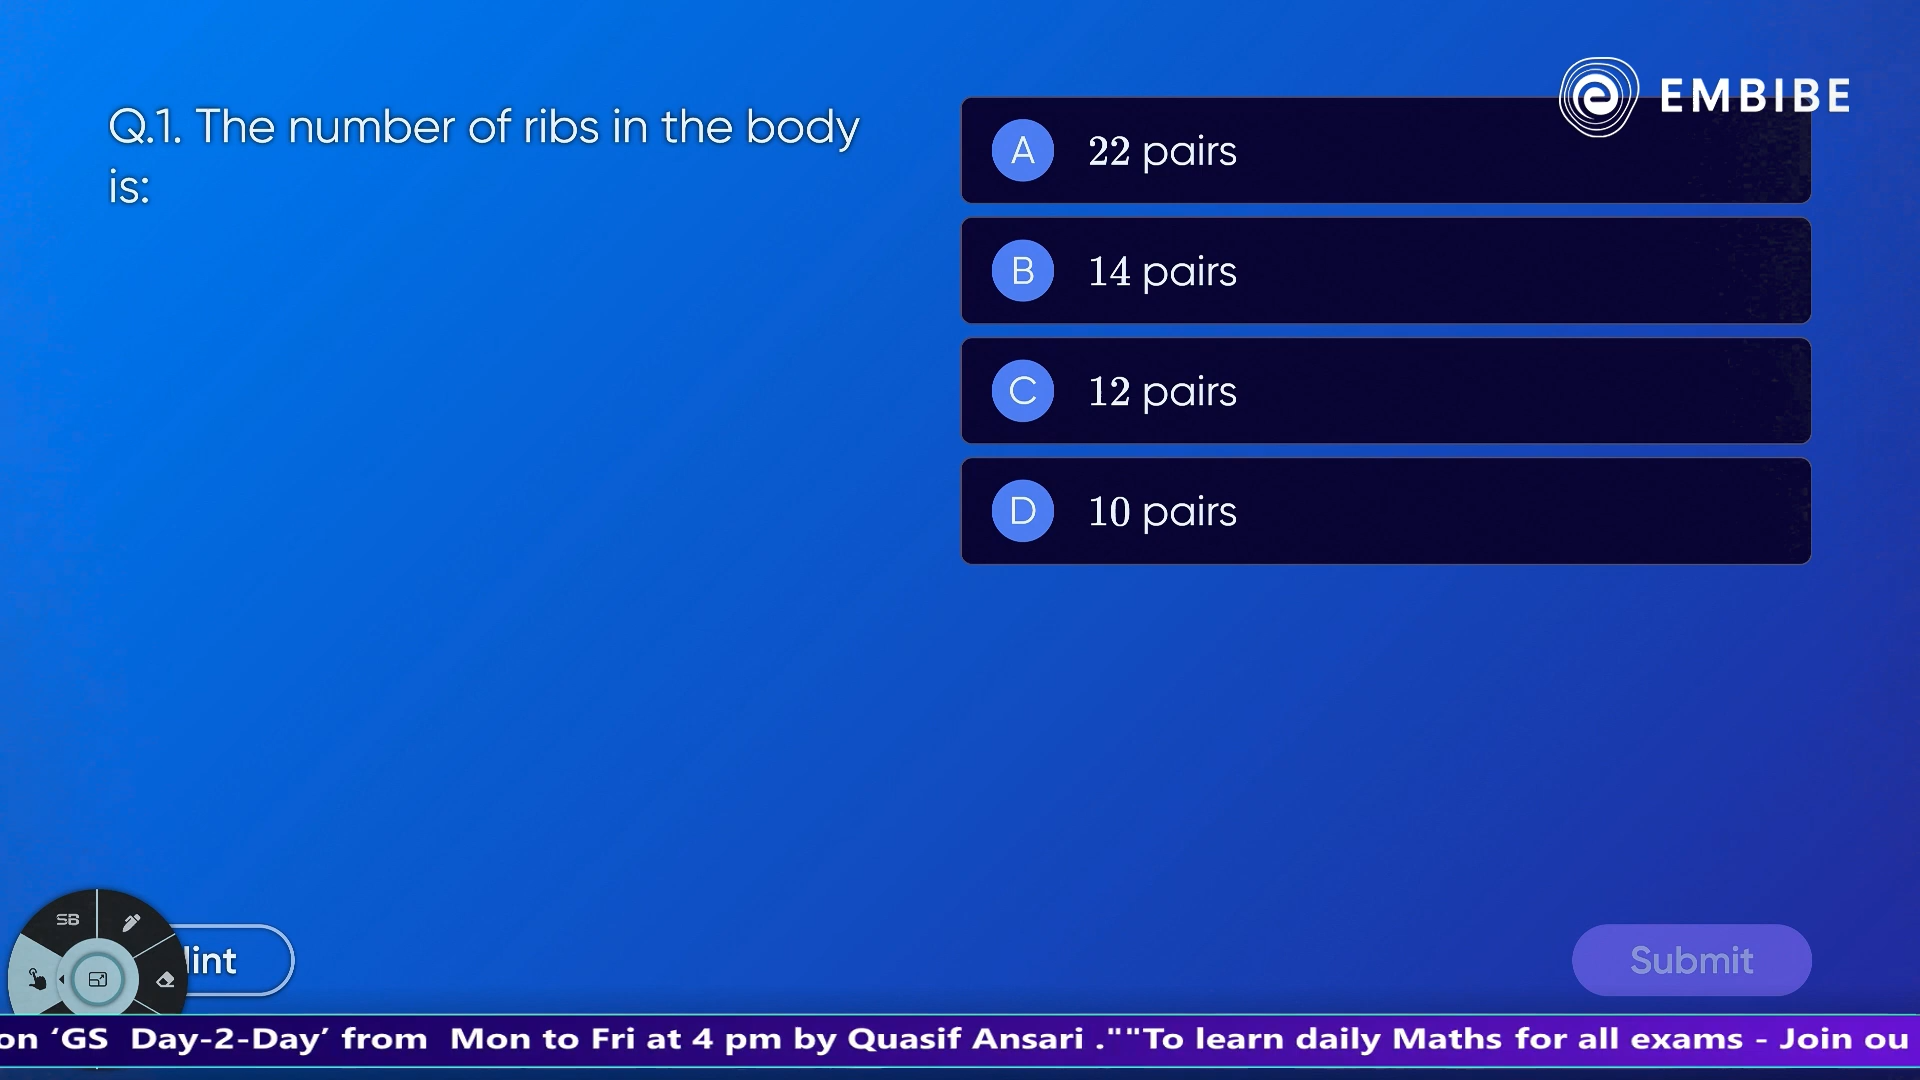 EMBIBE
Q.1. The number of ribs in the body
is:
A 22 pairs
B 14 pairs
C 12 pairs
D 10 pairs
SB
Submit
on ‘GS Day-2-Day’ from Mon to Fri at 4 pm by Quasif Ansari .""To learn daily Maths for all exams - Join ou